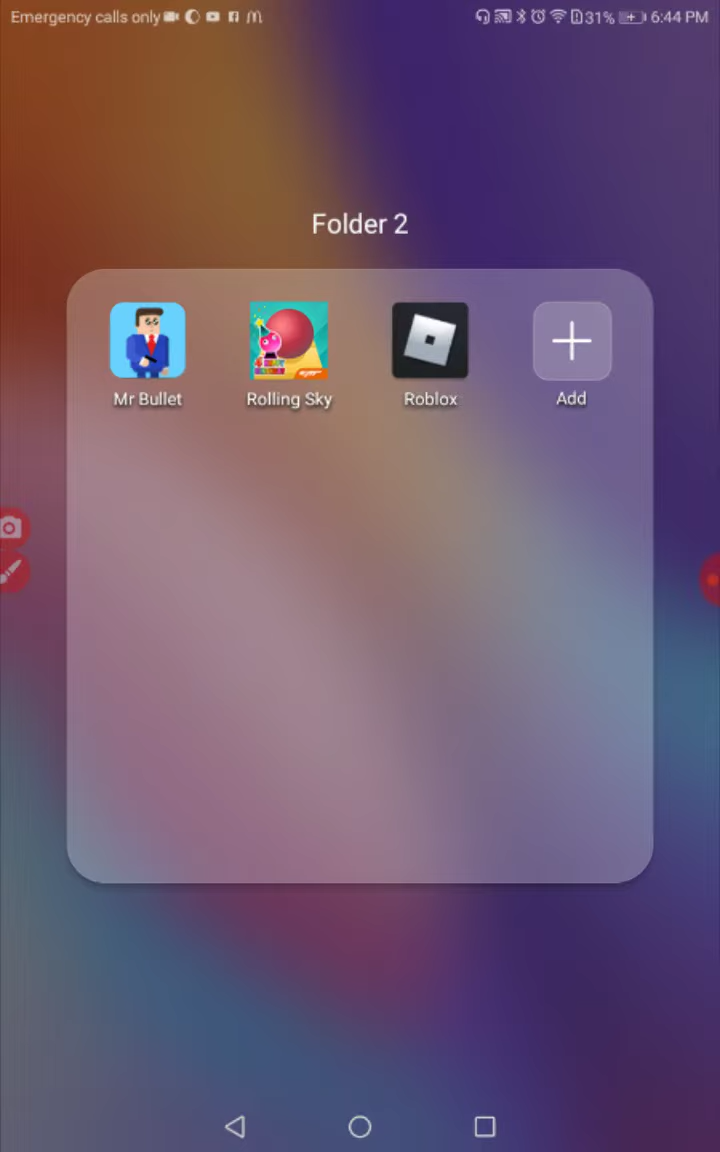 Emergency calls only 31% 6:44 PM
Folder 2
Mr Bullet Rolling Sky Roblox Add